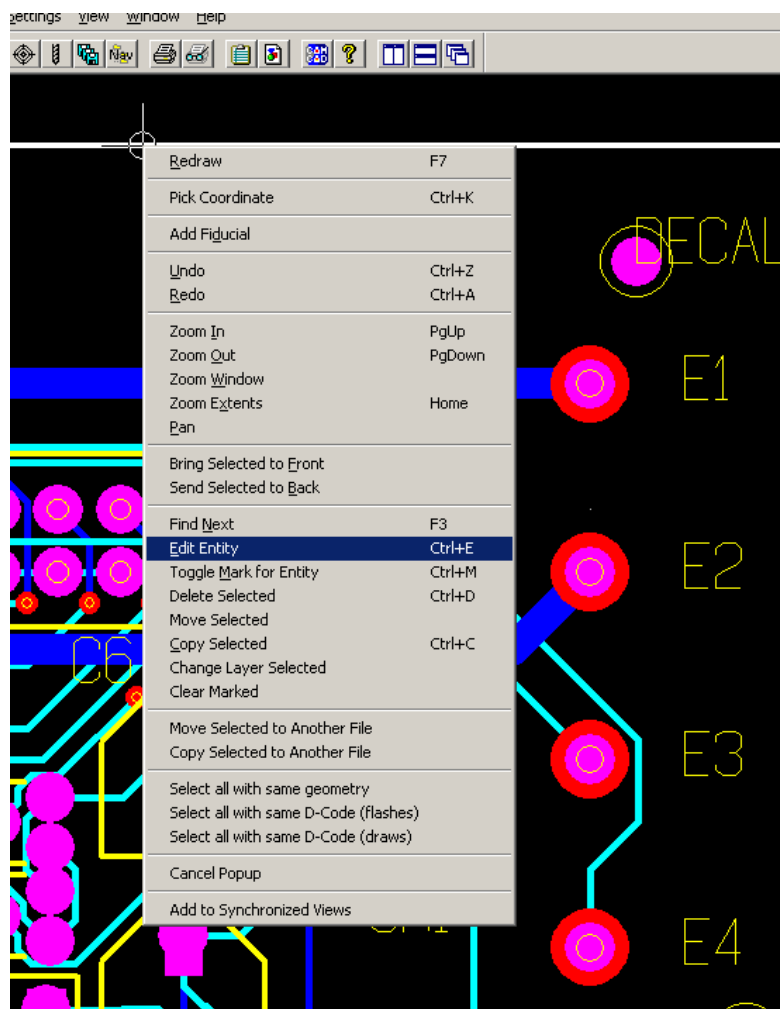 Settings View Window Help
Nav
Redraw F7
Pick Coordinate Ctrl+K
Add Fiducial
DECAL
Undo Ctrl+Z
Redo Ctrl+A
Zoom In PgUp
Zoom Out PgDown
Zoom Window
Zoom Extents Home
Pan
E1
Bring Selected to Front
Send Selected to Back
Find Next F3
Edit Entity Ctrl+E
Toggle Mark for Entity Ctrl+M
Delete Selected Ctrl+D
Move Selected
Copy Selected Ctrl+C
Change Layer Selected
Clear Marked
E2
C6
Move Selected to Another File
Copy Selected to Another File
E3
Select all with same geometry
Select all with same D-Code (flashes)
Select all with same D-Code (draws)
Cancel Popup
Add to Synchronized Views
E4